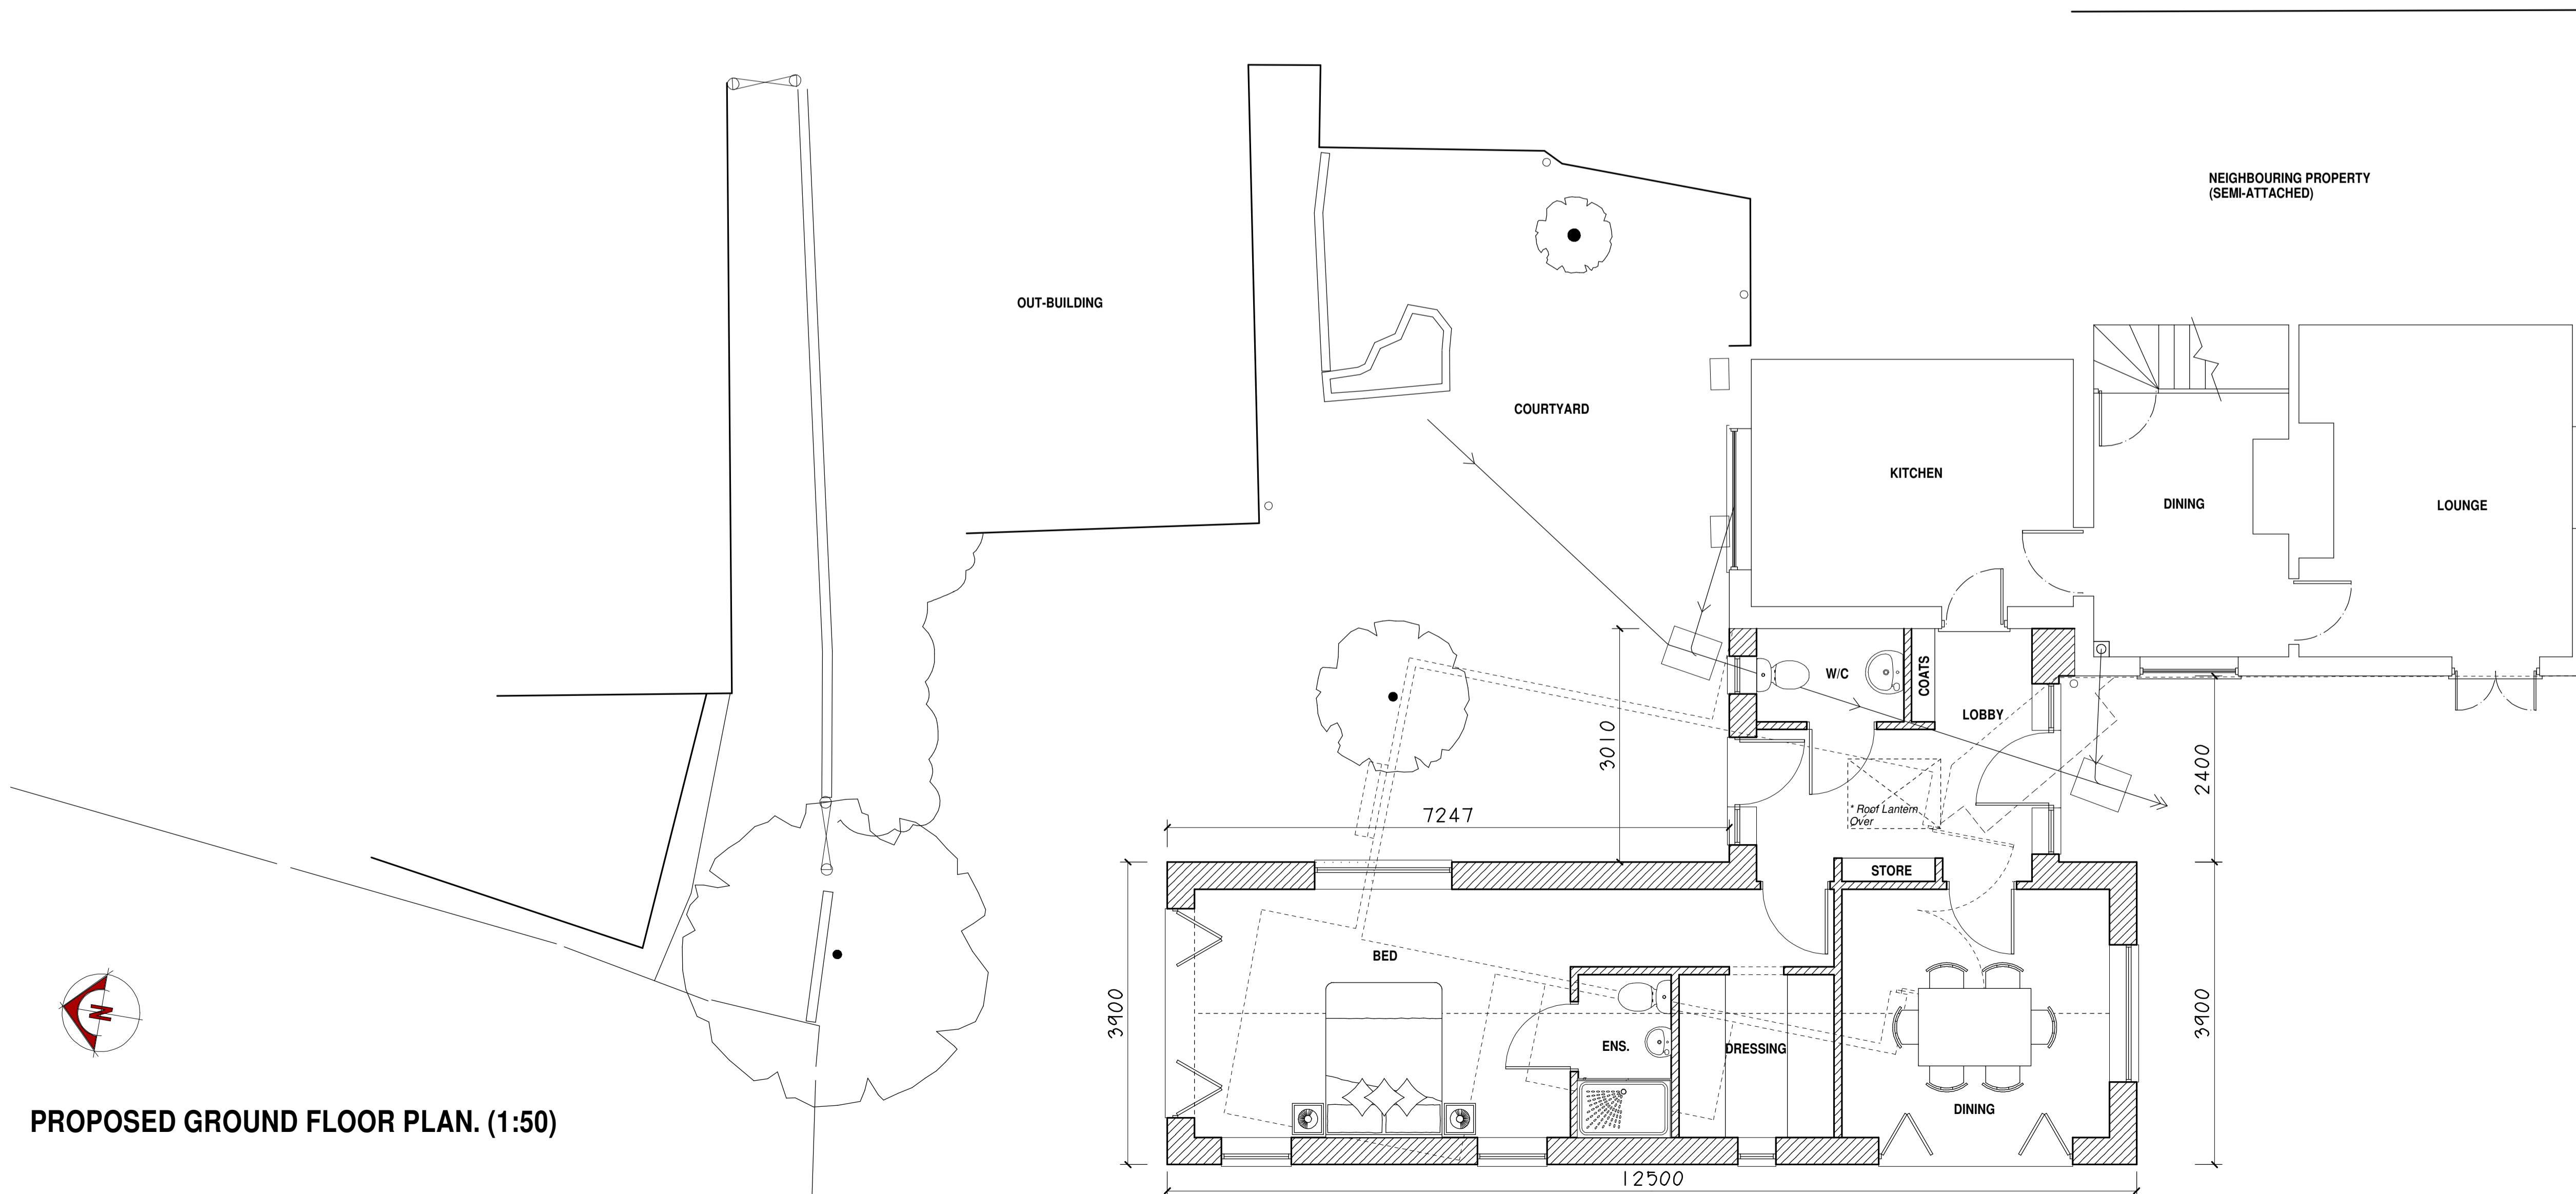 NEIGHBOURING PROPERTY
(SEMI-ATTACHED)
OUT-BUILDING
COURTYARD
KITCHEN
DINING
LOUNGE
W/C
COATS
LOBBY
3010
2400
* Roof Lantern
Over
7247
STORE
BED
3900
3900
ENS.
DRESSING
DINING
N
PROPOSED GROUND FLOOR PLAN. (1:50)
12500